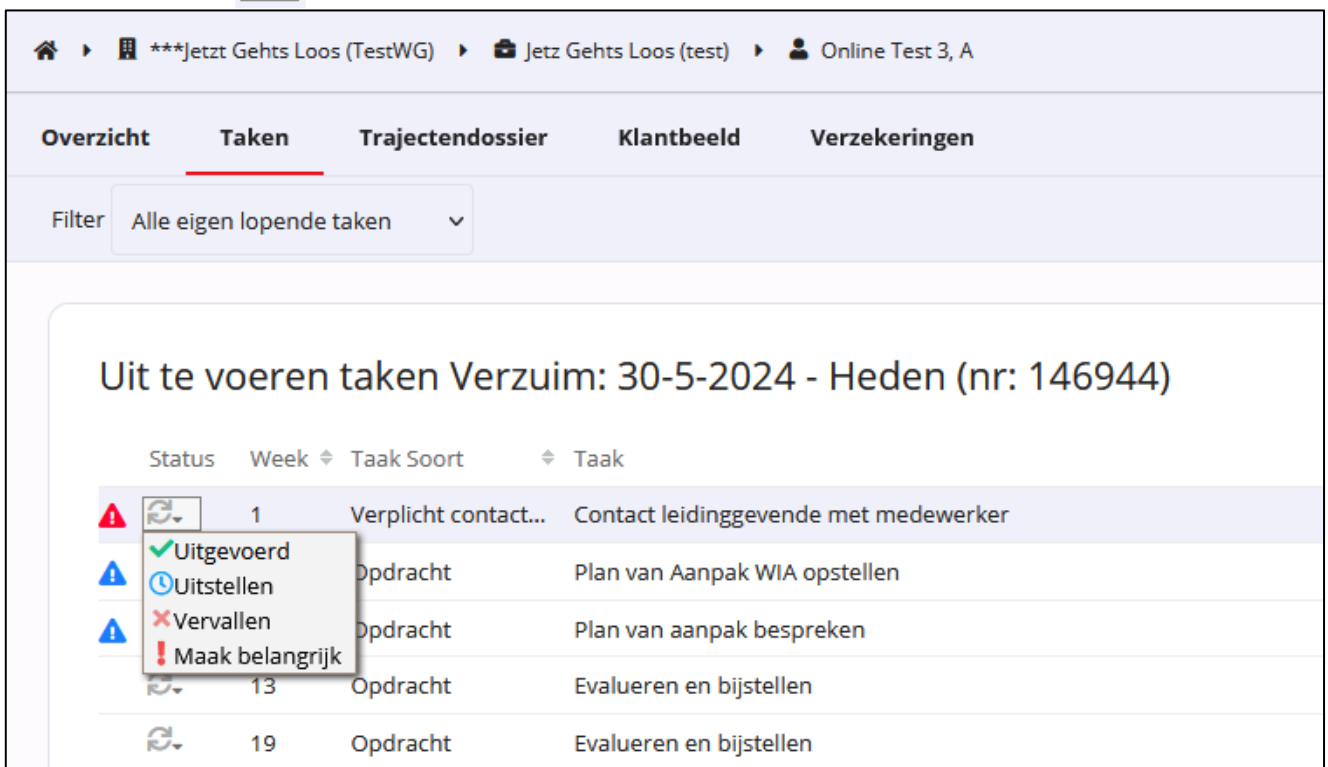 ***Jetzt Gehts Loos (TestWG) Jetz Gehts Loos (test) Online Test 3, A
Overzicht Taken Trajectendossier Klantbeeld Verzekeringen
Filter Alle eigen lopende taken
Uit te voeren taken Verzuim: 30-5-2024 - Heden (nr: 146944)
Status Week Taak Soort Taak
1 Verplicht contact... Contact leidinggevende met medewerker
Uitgevoerd
Opdracht Plan van Aanpak WIA opstellen
Uitstellen
Vervallen
Opdracht Plan van aanpak bespreken
Maak belangrijk
13 Opdracht Evalueren en bijstellen
19 Opdracht Evalueren en bijstellen